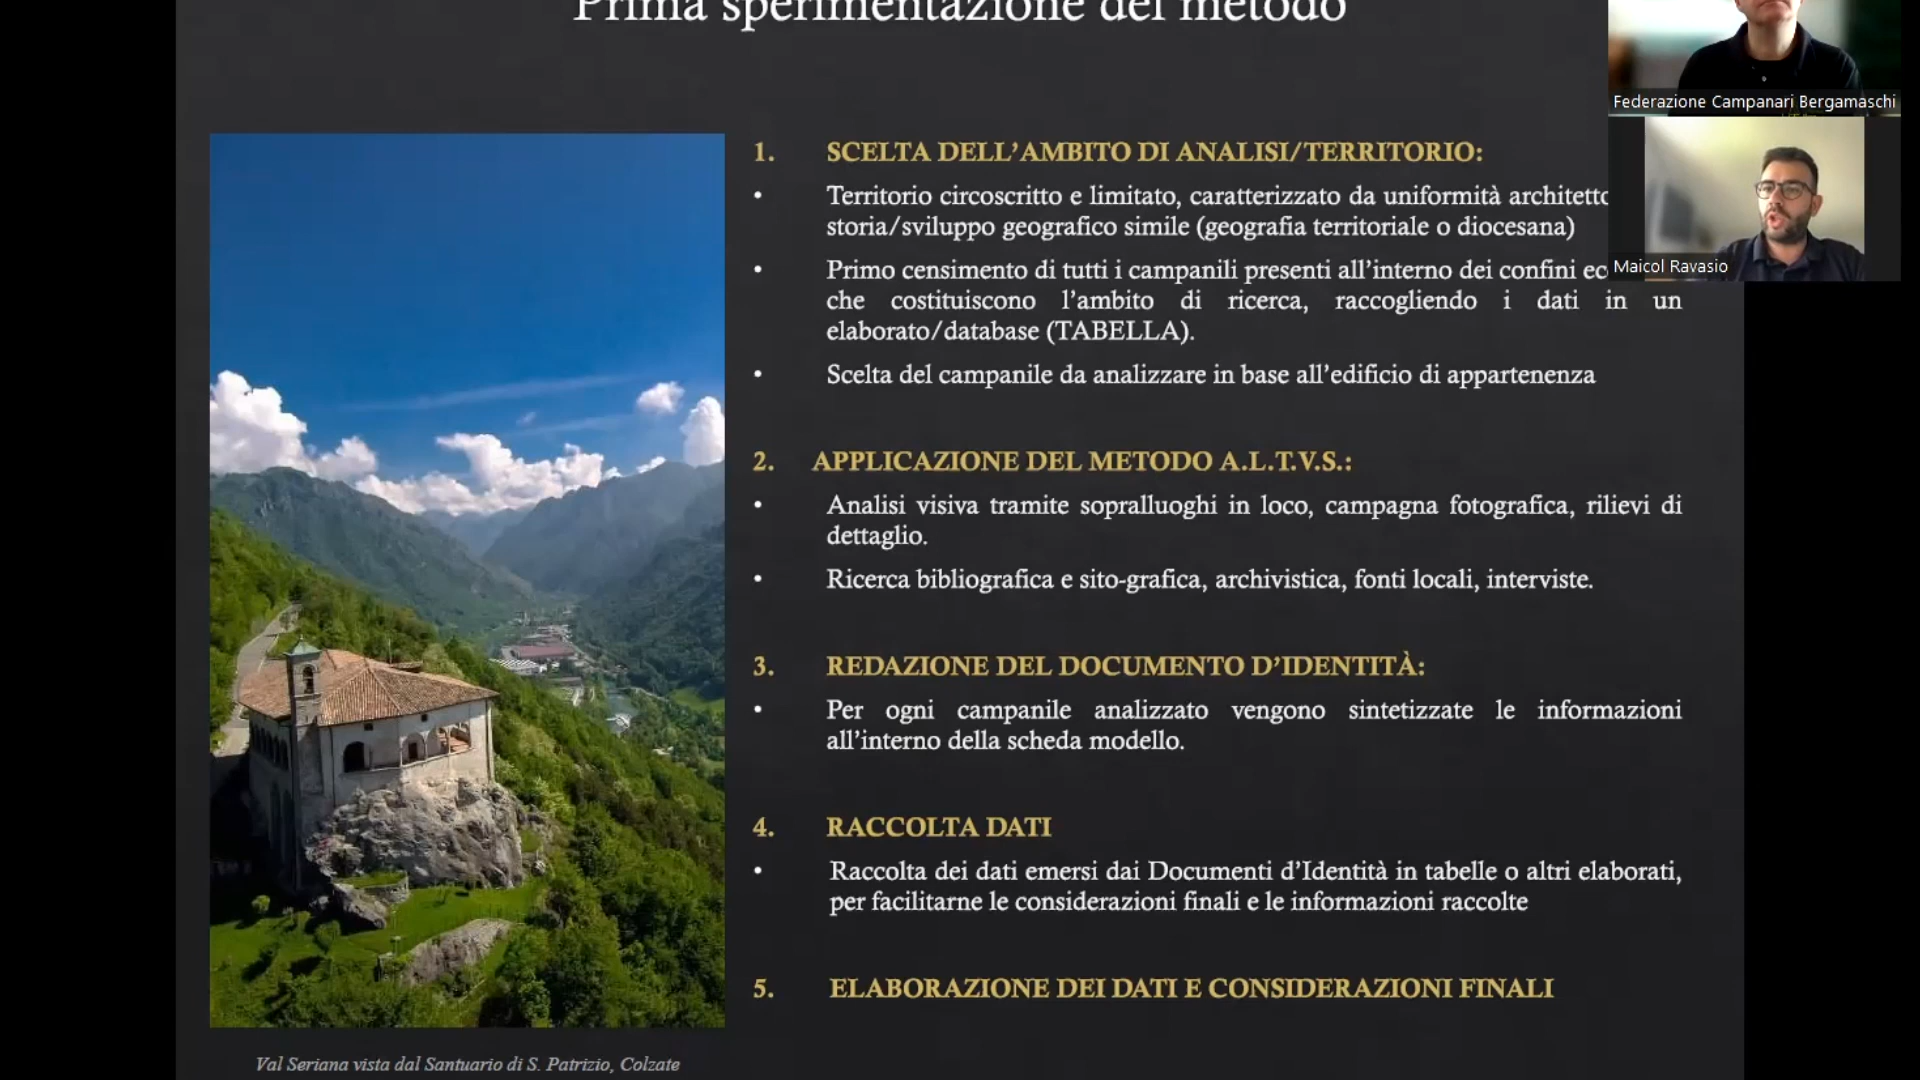 Prima sperimentazione del metodo
Federazione Campanari Bergamaschi
Maicol Ravasio
1. SCELTA DELL’AMBITO DI ANALISI/TERRITORIO:
• Territorio circoscritto e limitato, caratterizzato da uniformità
storia/sviluppo geografico simile (geografia territoriale o diocesana)
• Primo censimento di tutti i campanili presenti all’interno dei confini
che costituiscono l’ambito di ricerca, raccogliendo i dati in un
elaborato/database (TABELLA).
• Scelta del campanile da analizzare in base all’edificio di appartenenza
2. APPLICAZIONE DEL METODO A.L.T.V.S.:
• Analisi visiva tramite sopralluoghi in loco, campagna fotografica, rilievi di
dettaglio.
• Ricerca bibliografica e sito-grafica, archivistica, fonti locali, interviste.
3. REDAZIONE DEL DOCUMENTO D’IDENTITÀ:
• Per ogni campanile analizzato vengono sintetizzate le informazioni
all’interno della scheda modello.
4. RACCOLTA DATI
• Raccolta dei dati emersi dai Documenti d’Identità in tabelle o altri elaborati,
per facilitarne le considerazioni finali e le informazioni raccolte
5. ELABORAZIONE DEI DATI E CONSIDERAZIONI FINALI
Val Seriana vista dal Santuario di S. Patrizio, Colzate